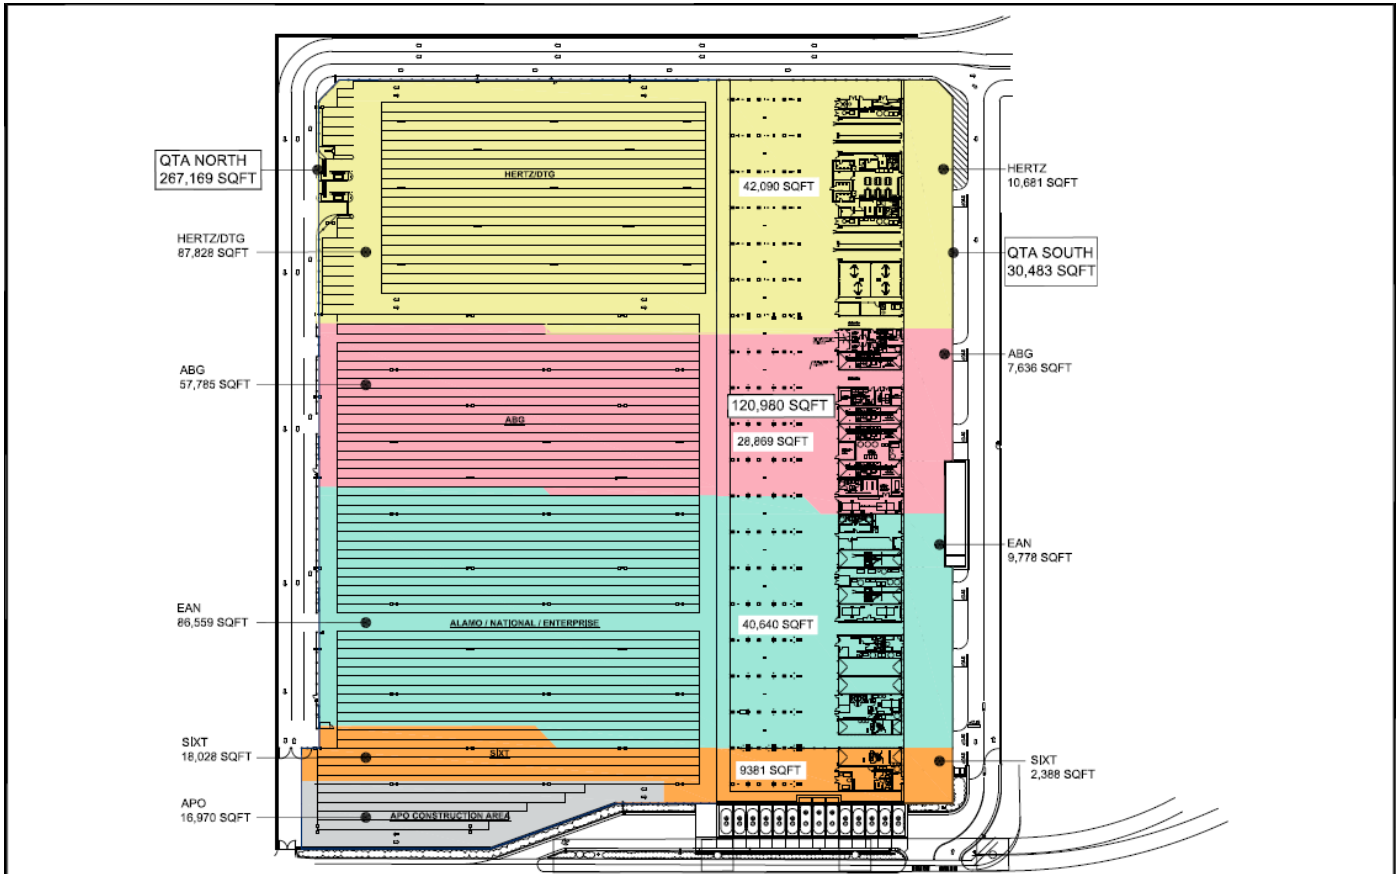 QTA NORTH
267,169 SQFT
HERTZ/DTG
87,828 SQFT
ABG
57,785 SQFT
EAN
86,559 SQFT
SIXT
18,028 SQFT
APO
16,970 SQFT
HERTZ/DTG
ABG
ALAMO / NATIONAL / ENTERPRISE
SIXT
APO CONSTRUCTION AREA
42,090 SQFT
120,980 SQFT
28,869 SQFT
40,640 SQFT
9381 SQFT
HERTZ
10,681 SQFT
QTA SOUTH
30,483 SQFT
ABG
7,636 SQFT
EAN
9,778 SQFT
SIXT
2,388 SQFT